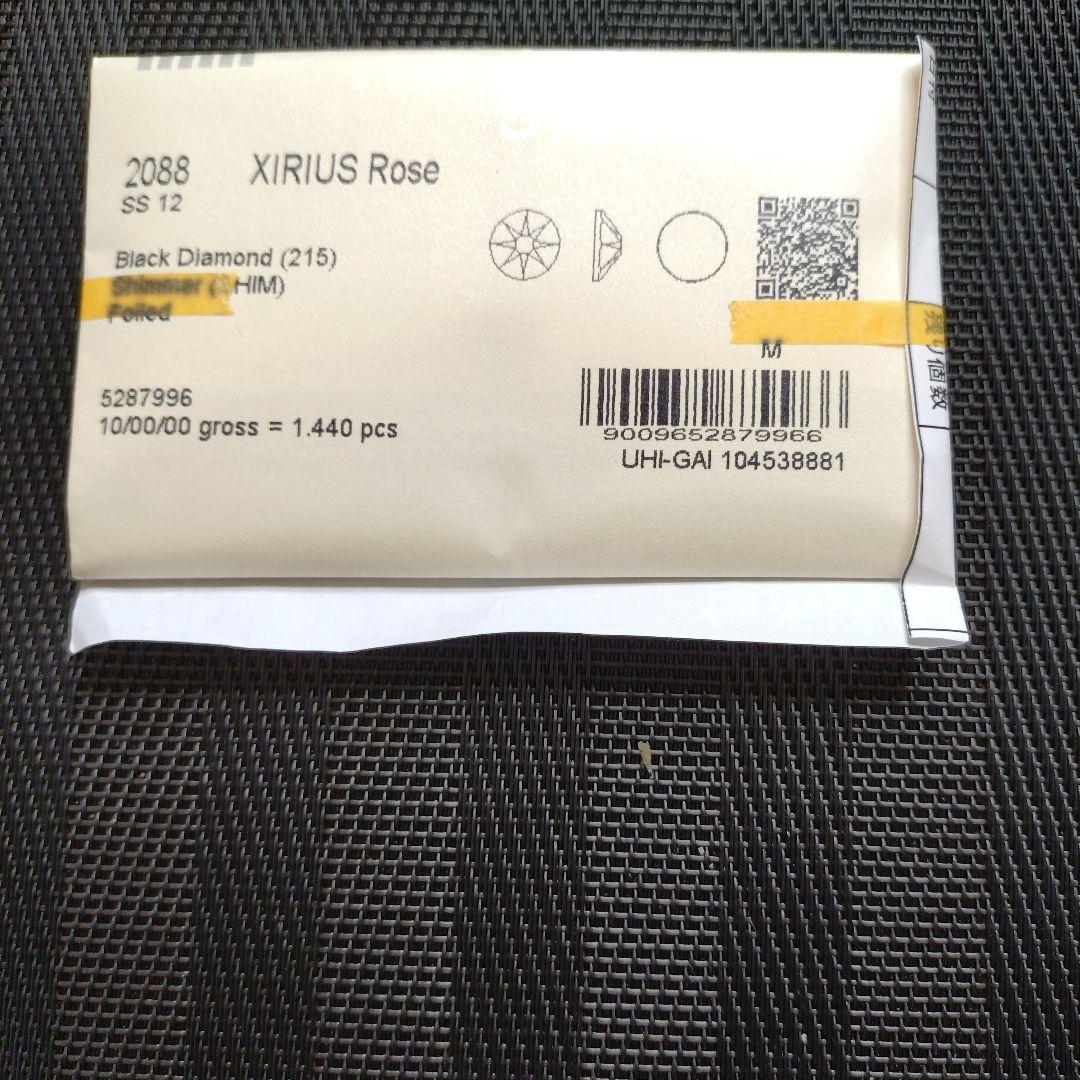 2088 XIRIUS Rose
SS 12
Black Diamond (215)
Shimmer (SHIM)
Foiled
5287996
10/00/00 gross = 1.440 pcs
M
9009652879966
UHI-GAI 104538881
残り個数